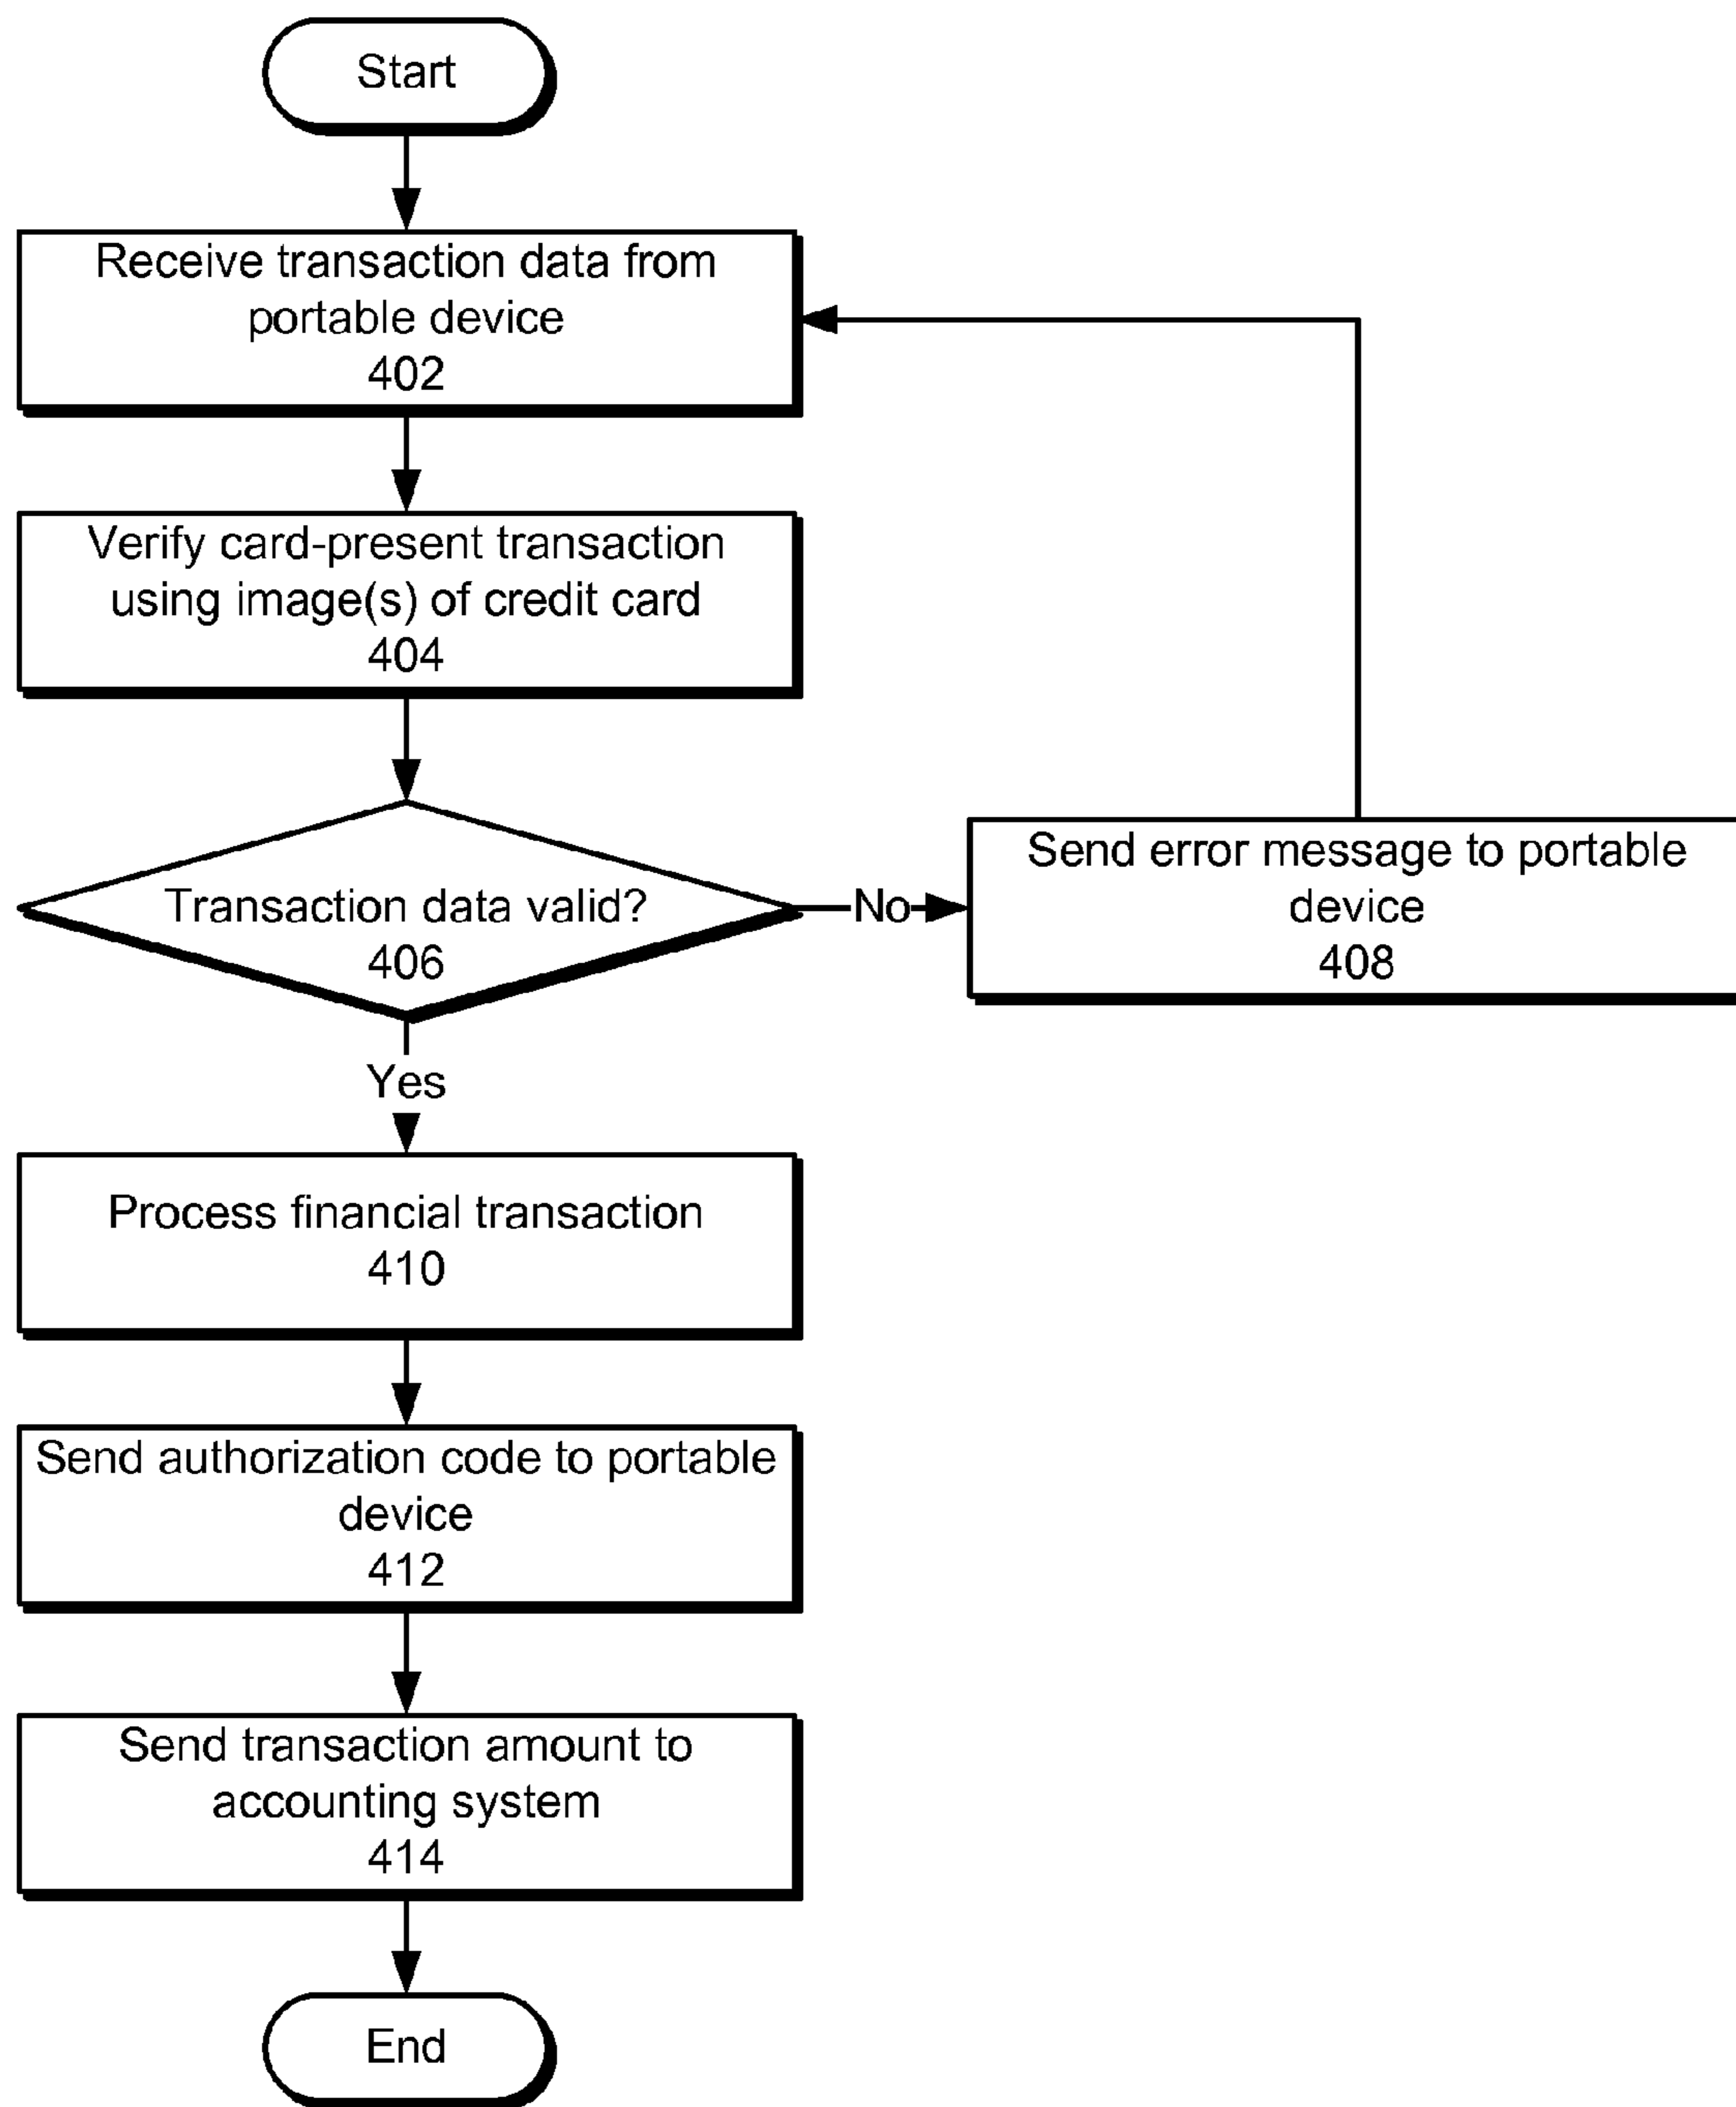 Start
Receive transaction data from
portable device
402
Verify card-present transaction
using image(s) of credit card
404
Transaction data valid?
406
No
Send error message to portable
device
408
Yes
Process financial transaction
410
Send authorization code to portable
device
412
Send transaction amount to
accounting system
414
End